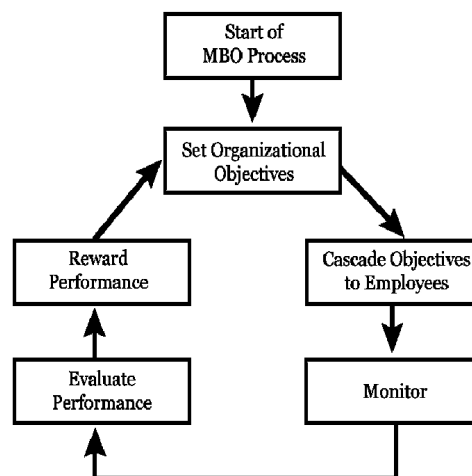 Start of
MBO Process
Set Organizational
Objectives
Cascade Objectives
to Employees
Monitor
Evaluate
Performance
Reward
Performance